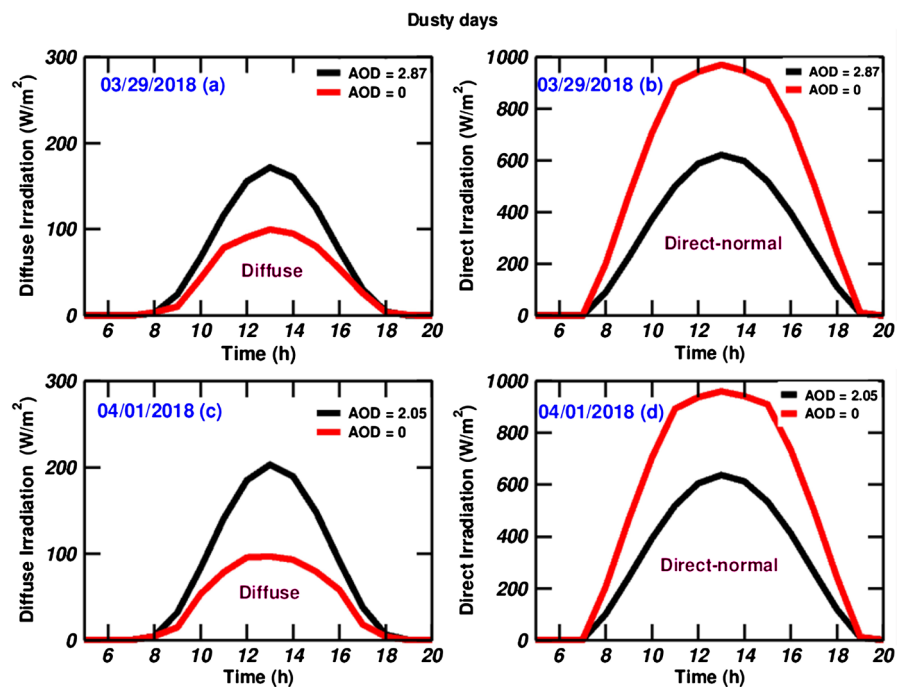 Dusty days
300
200
100
0
Diffuse Irradiation (W/m²)
03/29/2018 (a)
AOD = 2.87
AOD = 0
Diffuse
6 8 10 12 14 16 18 20
Time (h)
1000
800
600
400
200
0
Direct Irradiation (W/m²)
03/29/2018 (b)
AOD = 2.87
AOD = 0
Direct-normal
6 8 10 12 14 16 18 20
Time (h)
300
200
100
0
Diffuse Irradiation (W/m²)
04/01/2018 (c)
AOD = 2.05
AOD = 0
Diffuse
6 8 10 12 14 16 18 20
Time (h)
1000
800
600
400
200
0
Direct Irradiation (W/m²)
04/01/2018 (d)
AOD = 2.05
AOD = 0
Direct-normal
6 8 10 12 14 16 18 20
Time (h)